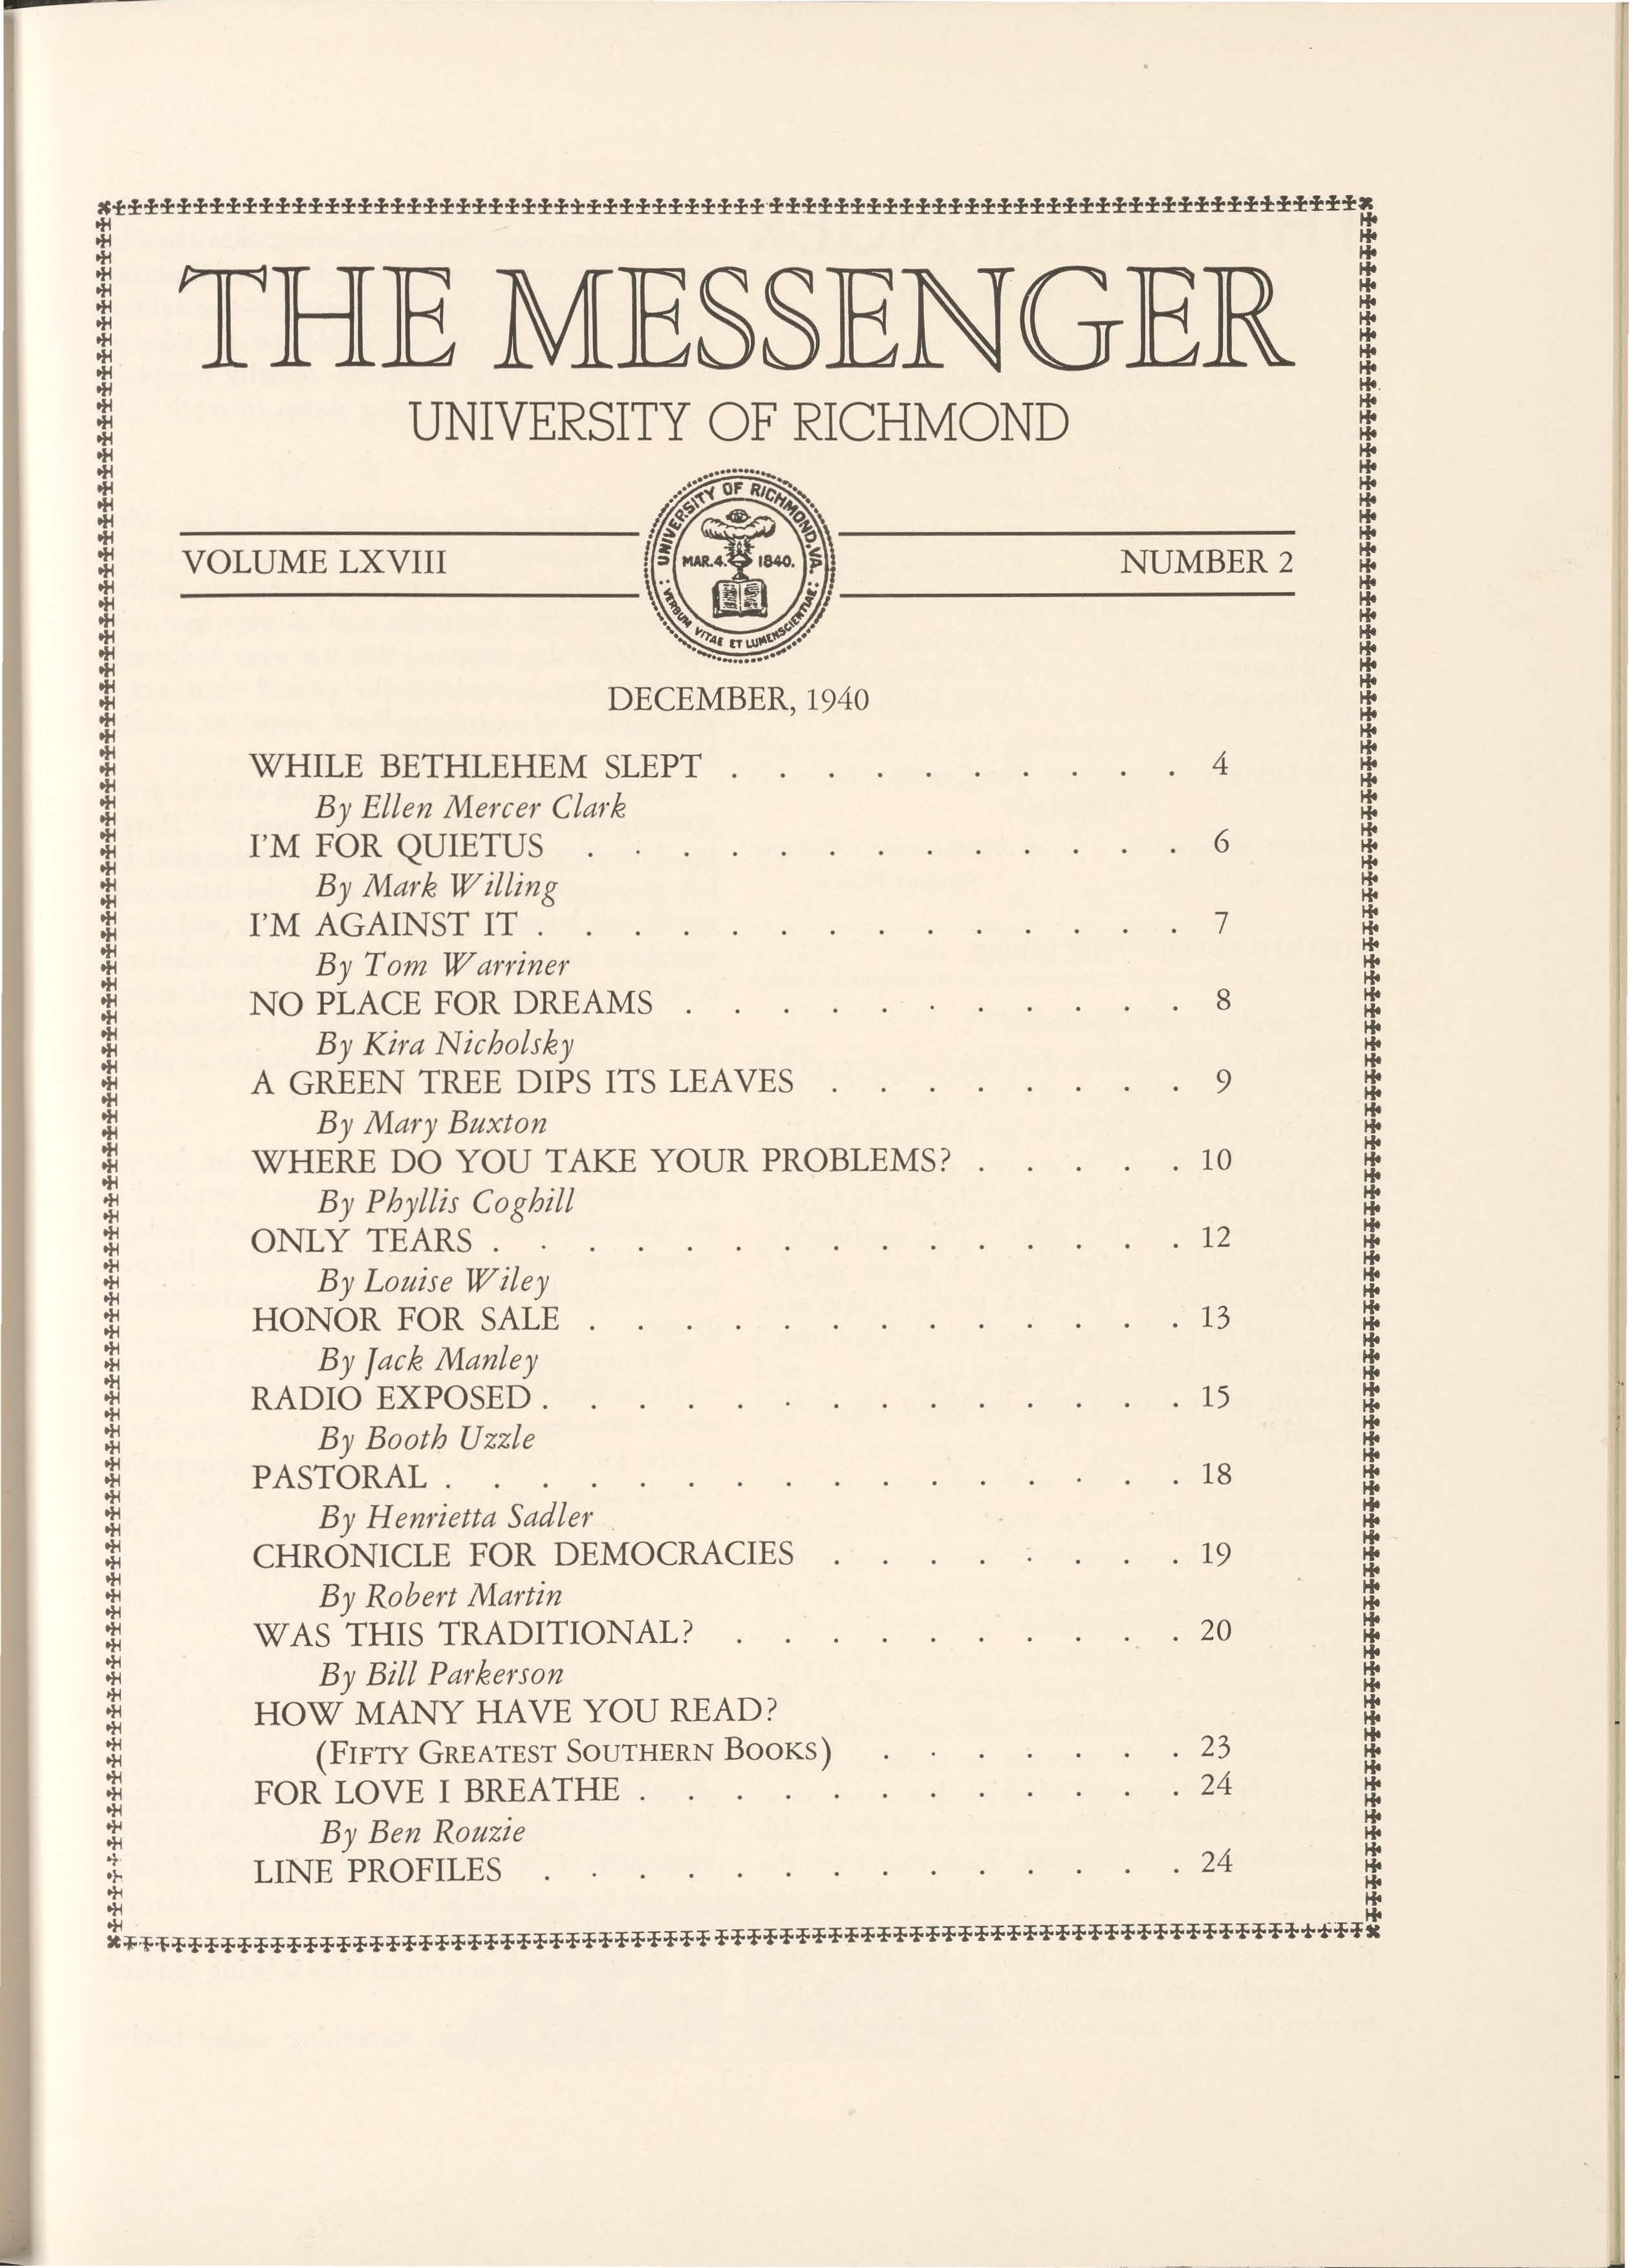 THE MESSENGER
UNIVERSITY OF RICHMOND
UNIVERSITY OF RICHMOND, VA.
MAR. 4. 1840.
: VERBUM VITAE ET LUMEN SCIENTIAE :
VOLUME LXVIII
NUMBER 2
DECEMBER, 1940
WHILE BETHLEHEM SLEPT . . . . . . . . . . 4
By Ellen Mercer Clark
I'M FOR QUIETUS . . . . . . . . . . . . . 6
By Mark Willing
I'M AGAINST IT . . . . . . . . . . . . . . 7
By Tom Warriner
NO PLACE FOR DREAMS . . . . . . . . . . . 8
By Kira Nicholsky
A GREEN TREE DIPS ITS LEAVES . . . . . . . . 9
By Mary Buxton
WHERE DO YOU TAKE YOUR PROBLEMS? . . . . . 10
By Phyllis Coghill
ONLY TEARS . . . . . . . . . . . . . . . 12
By Louise Wiley
HONOR FOR SALE . . . . . . . . . . . . . 13
By Jack Manley
RADIO EXPOSED . . . . . . . . . . . . . . 15
By Booth Uzzle
PASTORAL . . . . . . . . . . . . . . . . 18
By Henrietta Sadler
CHRONICLE FOR DEMOCRACIES . . . . . . . . 19
By Robert Martin
WAS THIS TRADITIONAL? . . . . . . . . . . 20
By Bill Parkerson
HOW MANY HAVE YOU READ?
(FIFTY GREATEST SOUTHERN BOOKS) . . . . . . . 23
FOR LOVE I BREATHE . . . . . . . . . . . . 24
By Ben Rouzie
LINE PROFILES . . . . . . . . . . . . . . 24